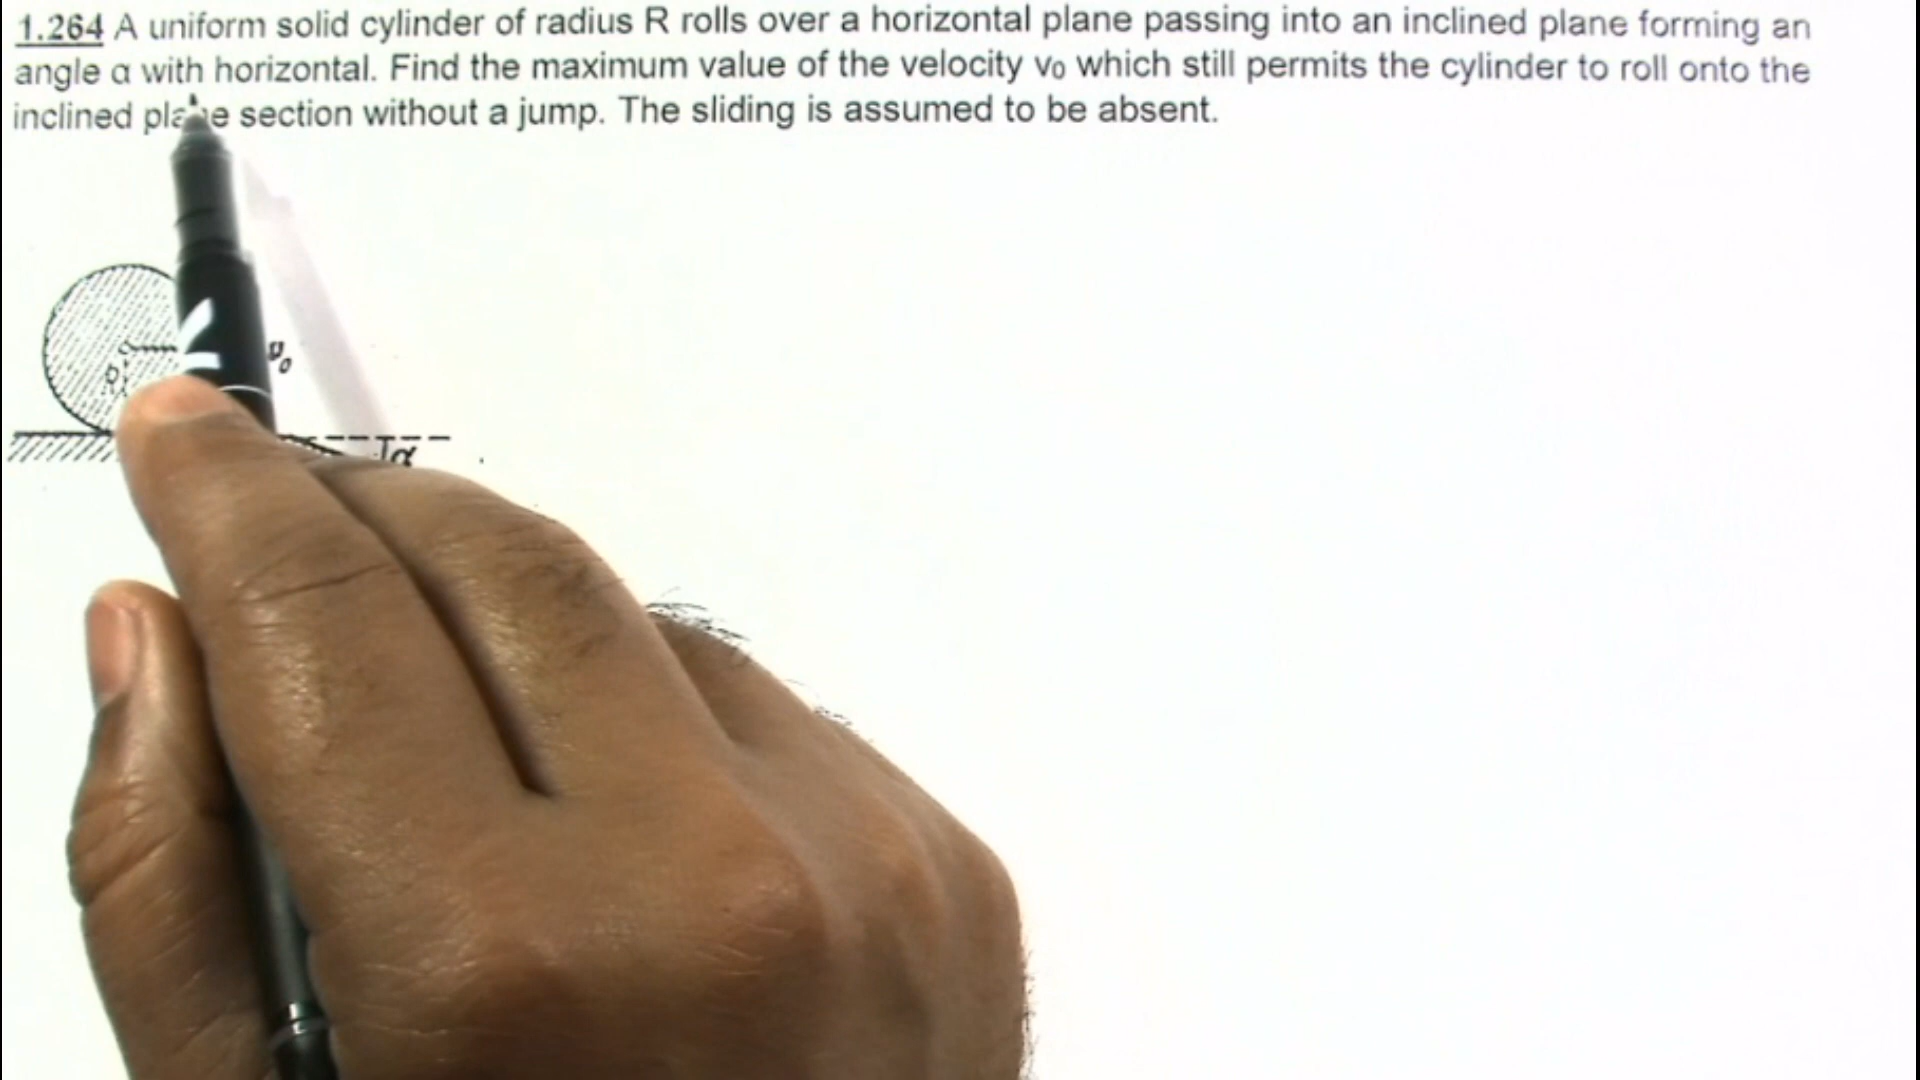 1.264 A uniform solid cylinder of radius R rolls over a horizontal plane passing into an inclined plane forming an
angle α with horizontal. Find the maximum value of the velocity v₀ which still permits the cylinder to roll onto the
inclined plane section without a jump. The sliding is assumed to be absent.
v₀
α